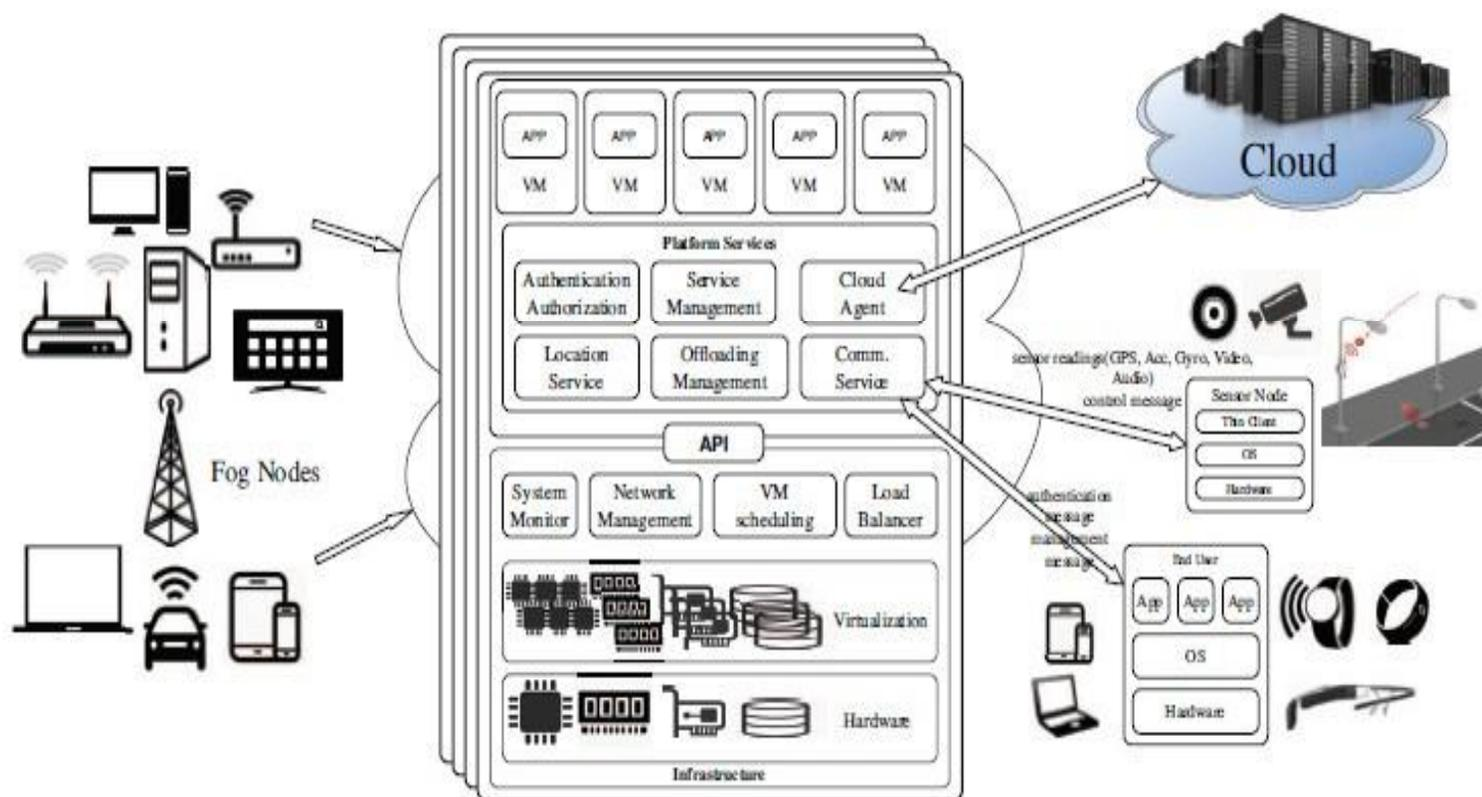 APP
APP
APP
APP
APP
VM
VM
VM
VM
VM
Platform Services
Authentication
Authorization
Service
Management
Cloud
Agent
Location
Service
Offloading
Management
Comm.
Service
API
System
Monitor
Network
Management
VM
scheduling
Load
Balancer
Virtualization
Hardware
Infrastructure
Fog Nodes
Cloud
sensor readings(GPS, Acc, Gyro, Video,
Audio)
control message
Sensor Node
Thin Client
OS
Hardware
authentication
message
management
message
End User
App
App
App
OS
Hardware